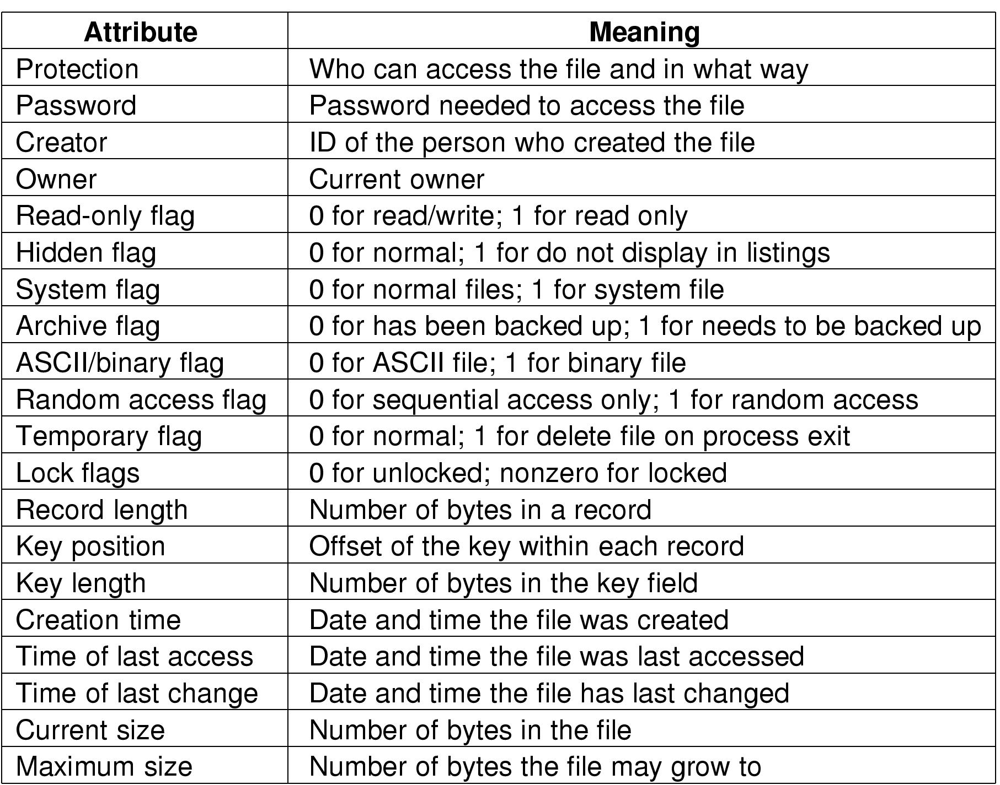 Attribute Meaning
Protection Who can access the file and in what way
Password Password needed to access the file
Creator ID of the person who created the file
Owner Current owner
Read-only flag 0 for read/write; 1 for read only
Hidden flag 0 for normal; 1 for do not display in listings
System flag 0 for normal files; 1 for system file
Archive flag 0 for has been backed up; 1 for needs to be backed up
ASCII/binary flag 0 for ASCII file; 1 for binary file
Random access flag 0 for sequential access only; 1 for random access
Temporary flag 0 for normal; 1 for delete file on process exit
Lock flags 0 for unlocked; nonzero for locked
Record length Number of bytes in a record
Key position Offset of the key within each record
Key length Number of bytes in the key field
Creation time Date and time the file was created
Time of last access Date and time the file was last accessed
Time of last change Date and time the file has last changed
Current size Number of bytes in the file
Maximum size Number of bytes the file may grow to